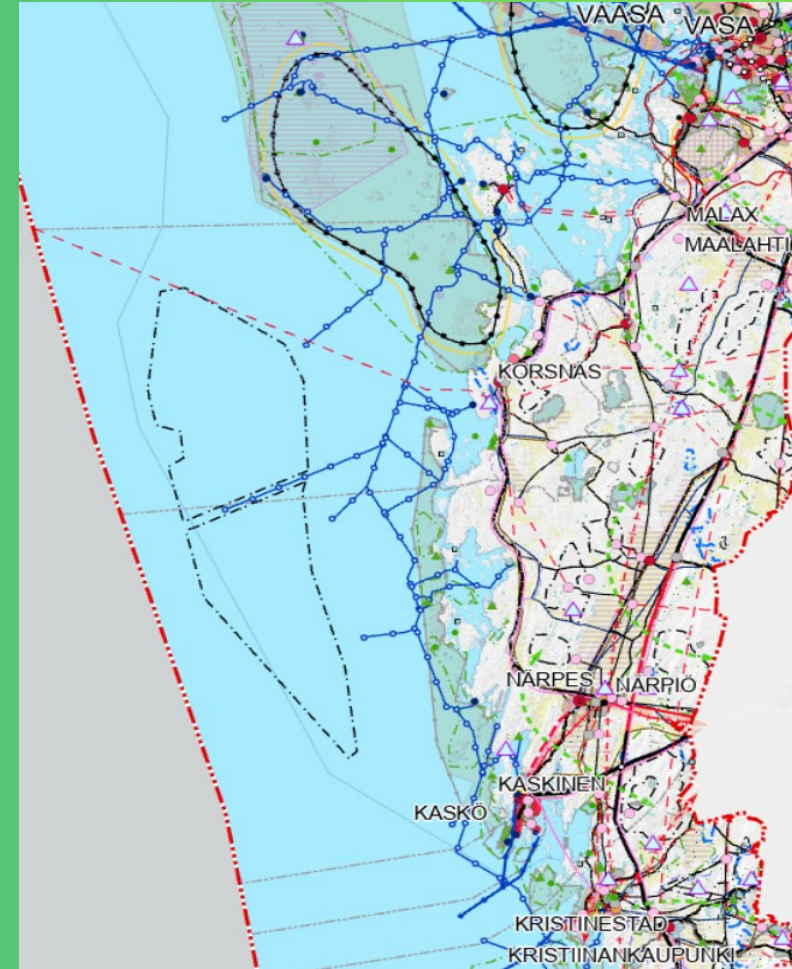 VAASA
VASA
MALAX
MAALAHTI
KORSNÄS
NÄRPES
NÄRPIÖ
KASKINEN
KASKÖ
KRISTINESTAD
KRISTIINANKAUPUNKI